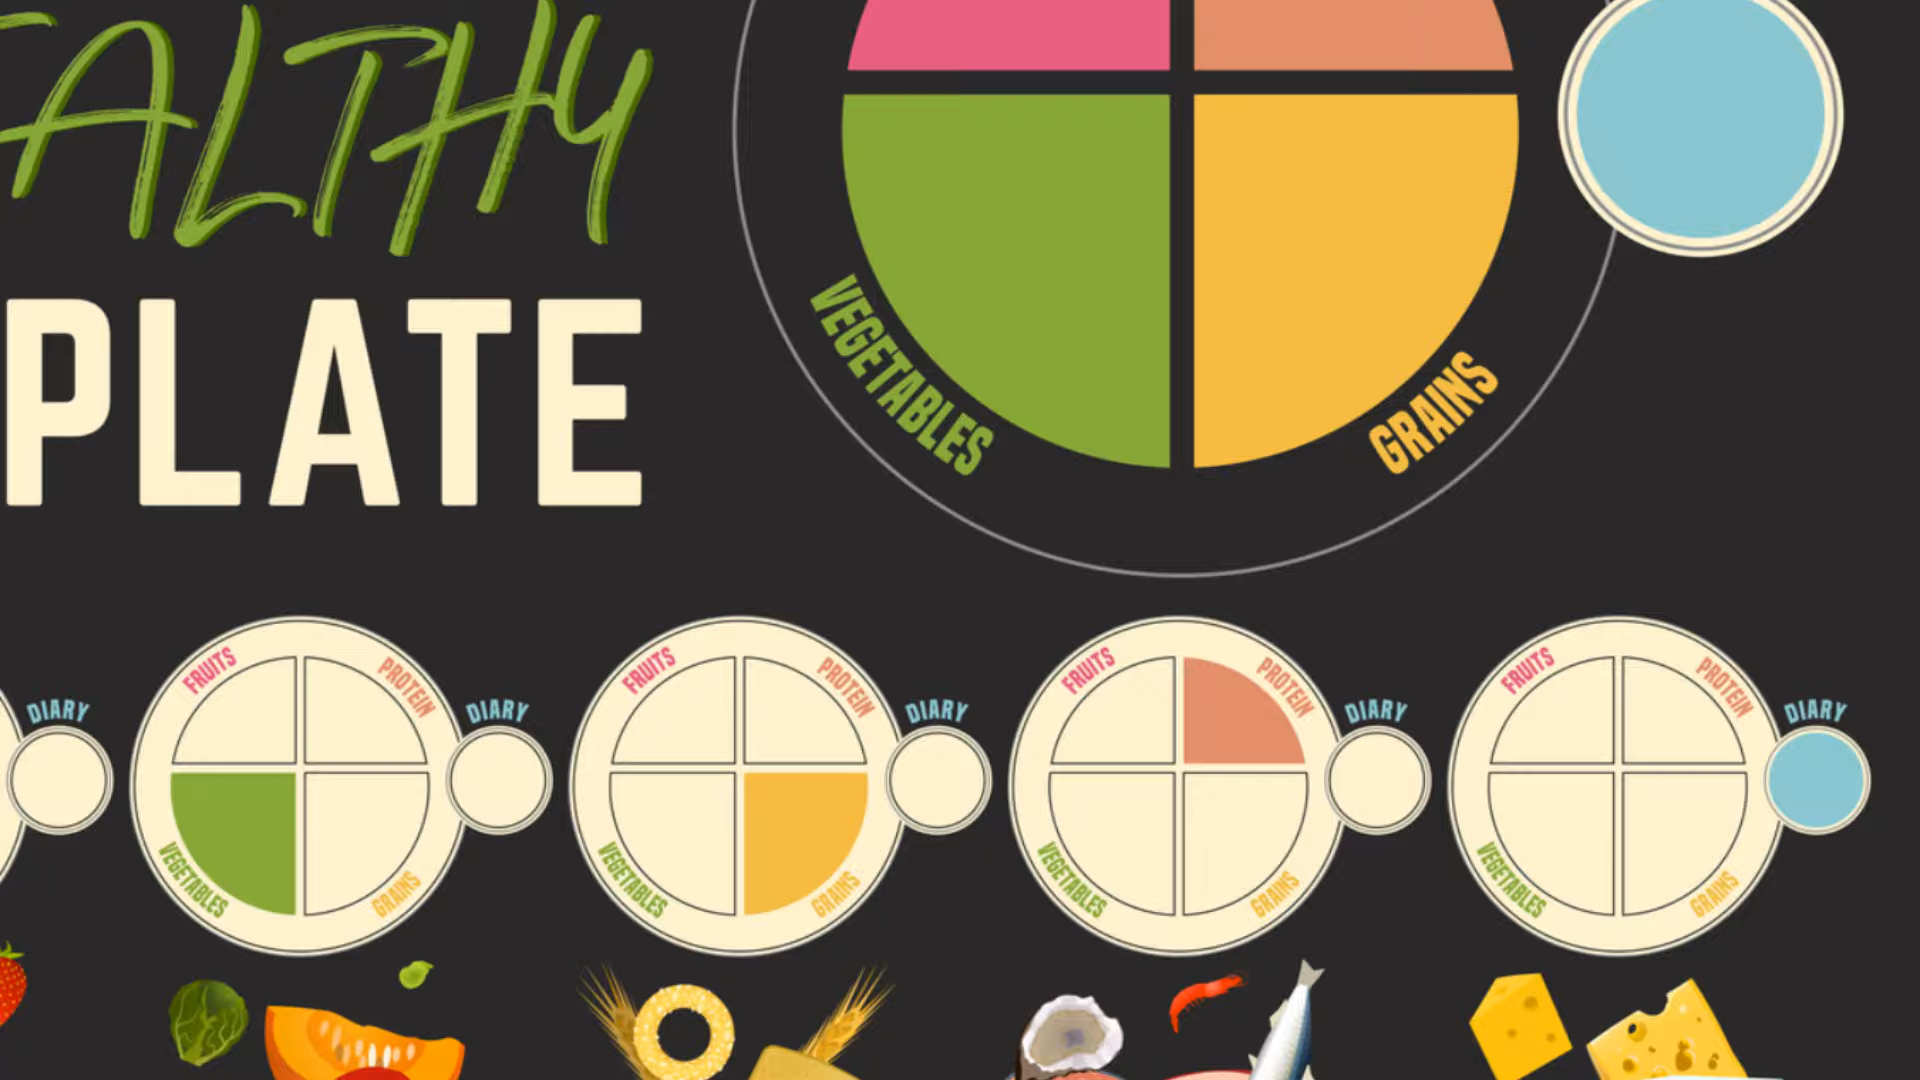 EALTHY
PLATE
VEGETABLES
GRAINS
DIARY
FRUITS
PROTEIN
VEGETABLES
GRAINS
DIARY
FRUITS
PROTEIN
VEGETABLES
GRAINS
DIARY
FRUITS
PROTEIN
VEGETABLES
GRAINS
DIARY
FRUITS
PROTEIN
VEGETABLES
GRAINS
DIARY